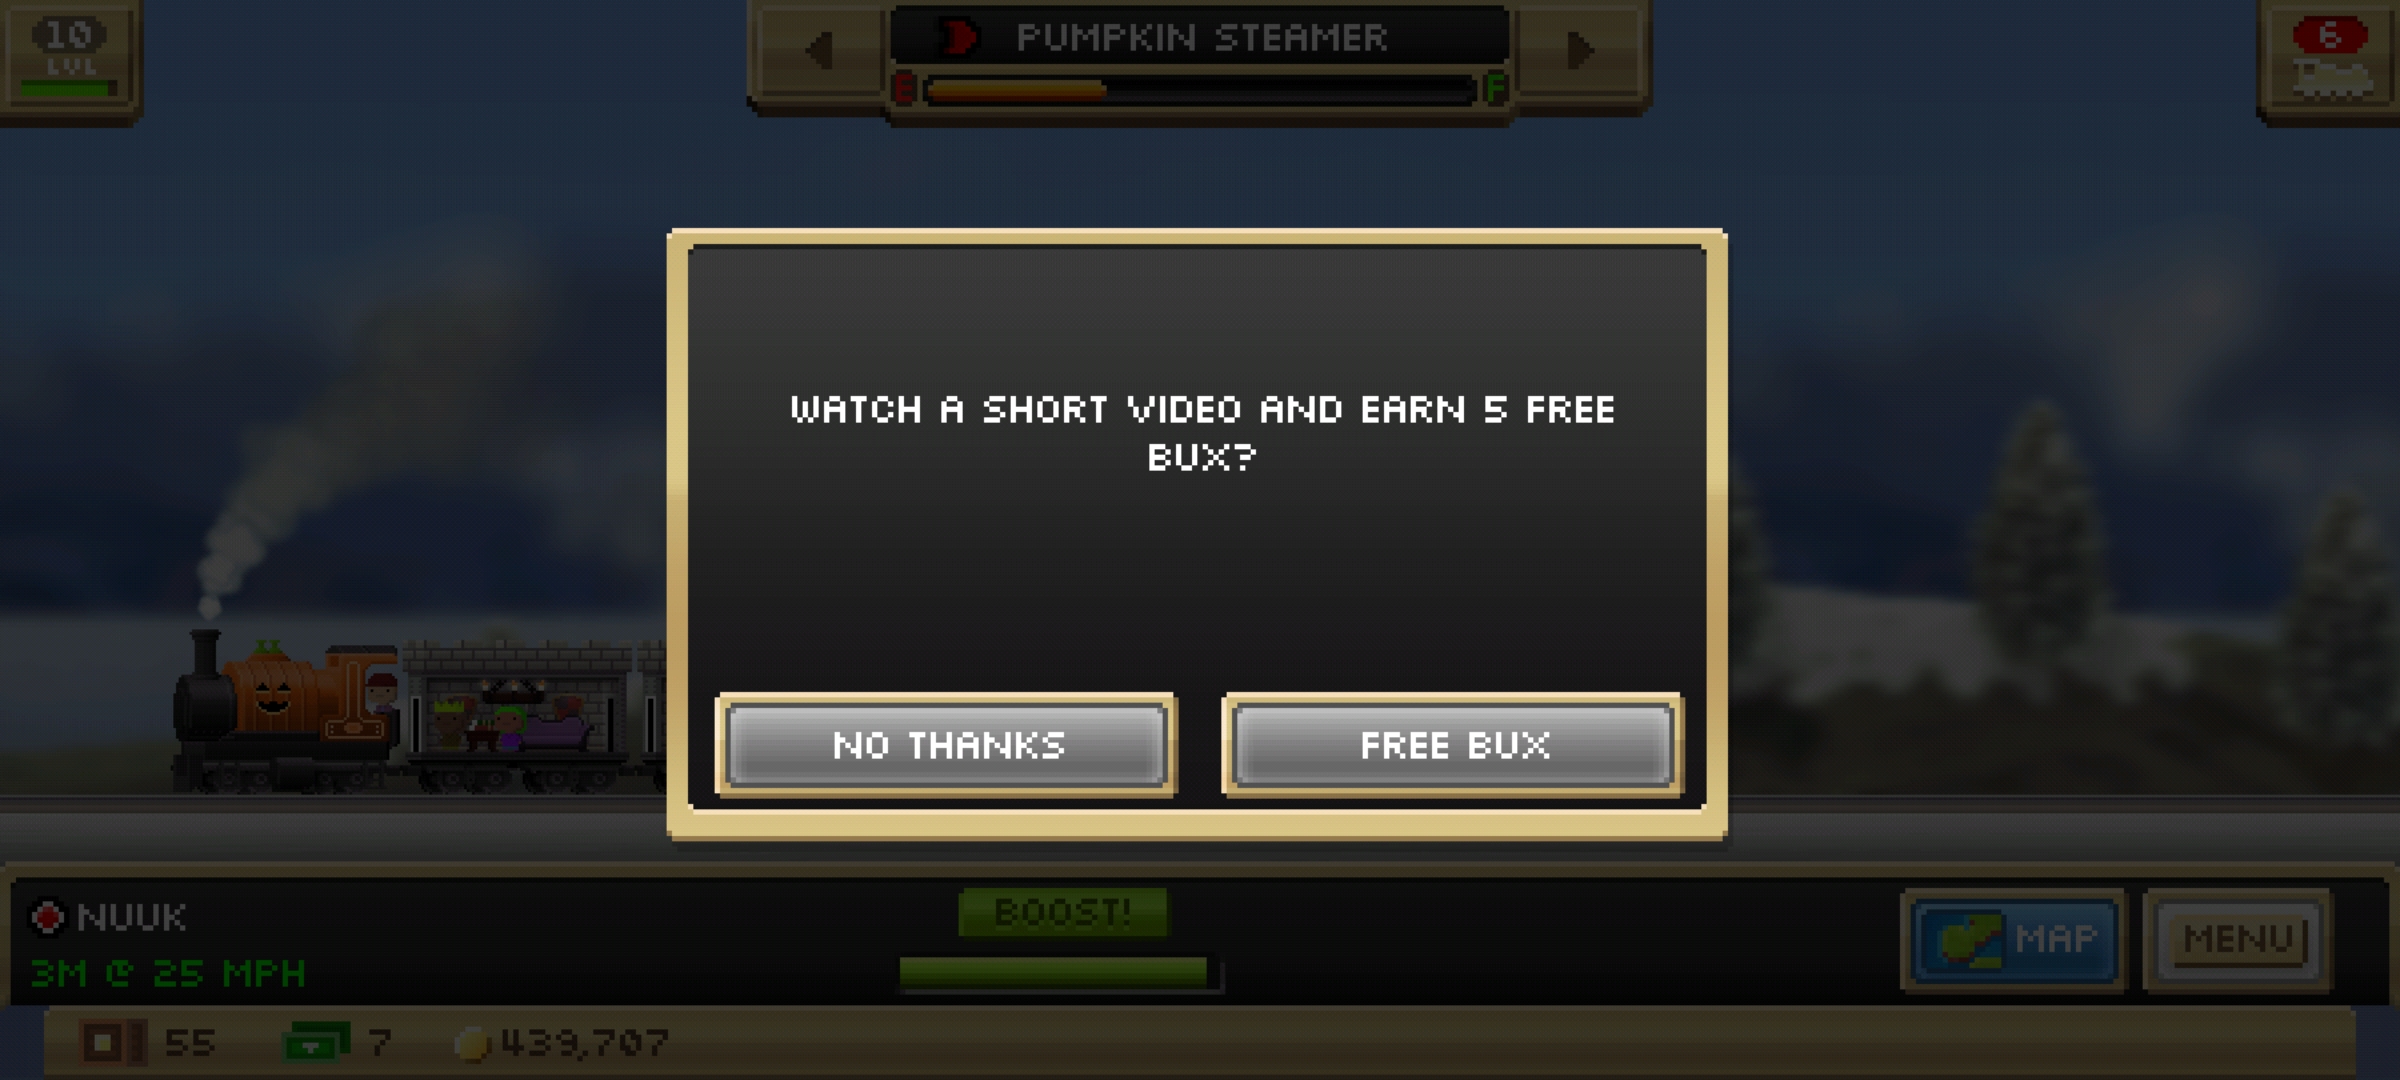 10
LVL
PUMPKIN STEAMER
E F
6
WATCH A SHORT VIDEO AND EARN 5 FREE
BUX?
NO THANKS
FREE BUX
NUUK
BOOST!
MAP
MENU
3M @ 25 MPH
55
7
439,707